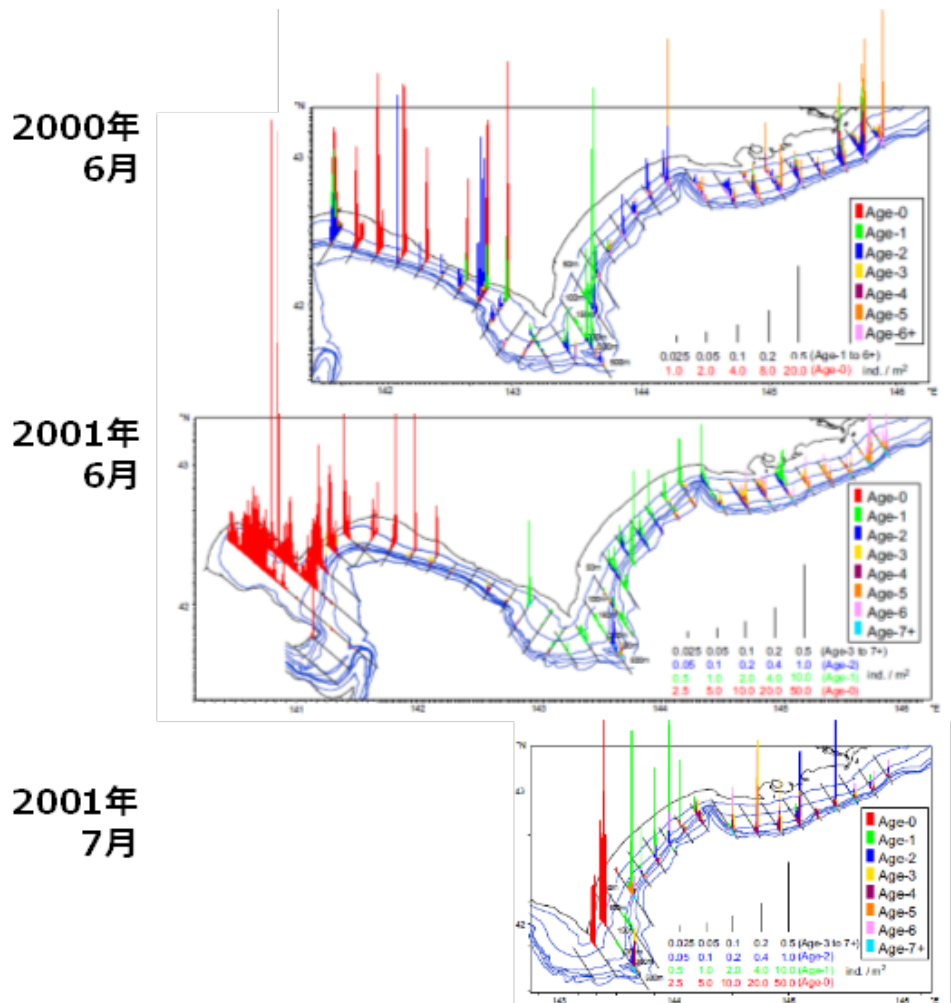 2000年
6月
°N
43
42
142
143
144
145
146
°E
50m
100m
Age-0
Age-1
Age-2
Age-3
Age-4
Age-5
Age-6+
0.025 0.05 0.1 0.2 0.5 (Age-1 to 6+)
1.0 2.0 4.0 8.0 20.0 (Age-0) ind. / m²
2001年
6月
°N
43
42
141
142
143
144
145
146
°E
50m
Age-0
Age-1
Age-2
Age-3
Age-4
Age-5
Age-6
Age-7+
0.025 0.05 0.1 0.2 0.5 (Age-3 to 7+)
0.05 0.1 0.2 0.4 1.0 (Age-2)
0.5 1.0 2.0 4.0 10.0 (Age-1) ind. / m²
2.5 5.0 10.0 20.0 50.0 (Age-0)
2001年
7月
°N
43
42
143
144
145
146
°E
Age-0
Age-1
Age-2
Age-3
Age-4
Age-5
Age-6
Age-7+
0.025 0.05 0.1 0.2 0.5 (Age-3 to 7+)
0.05 0.1 0.2 0.4 1.0 (Age-2)
0.5 1.0 2.0 4.0 10.0 (Age-1) ind. / m²
2.5 5.0 10.0 20.0 50.0 (Age-0)